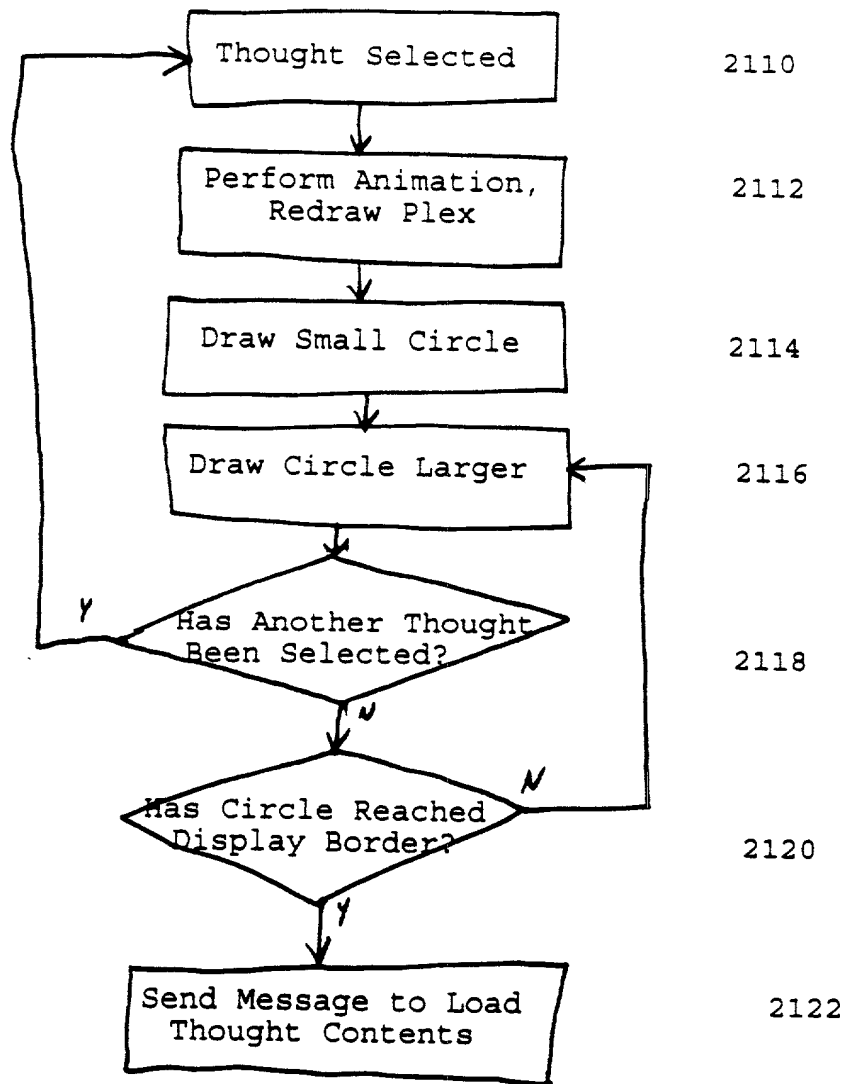 Thought Selected 2110
Perform Animation, 2112
Redraw Plex
Draw Small Circle 2114
Draw Circle Larger 2116
Y
Has Another Thought
Been Selected? 2118
N
N
Has Circle Reached
Display Border? 2120
Y
Send Message to Load 2122
Thought Contents